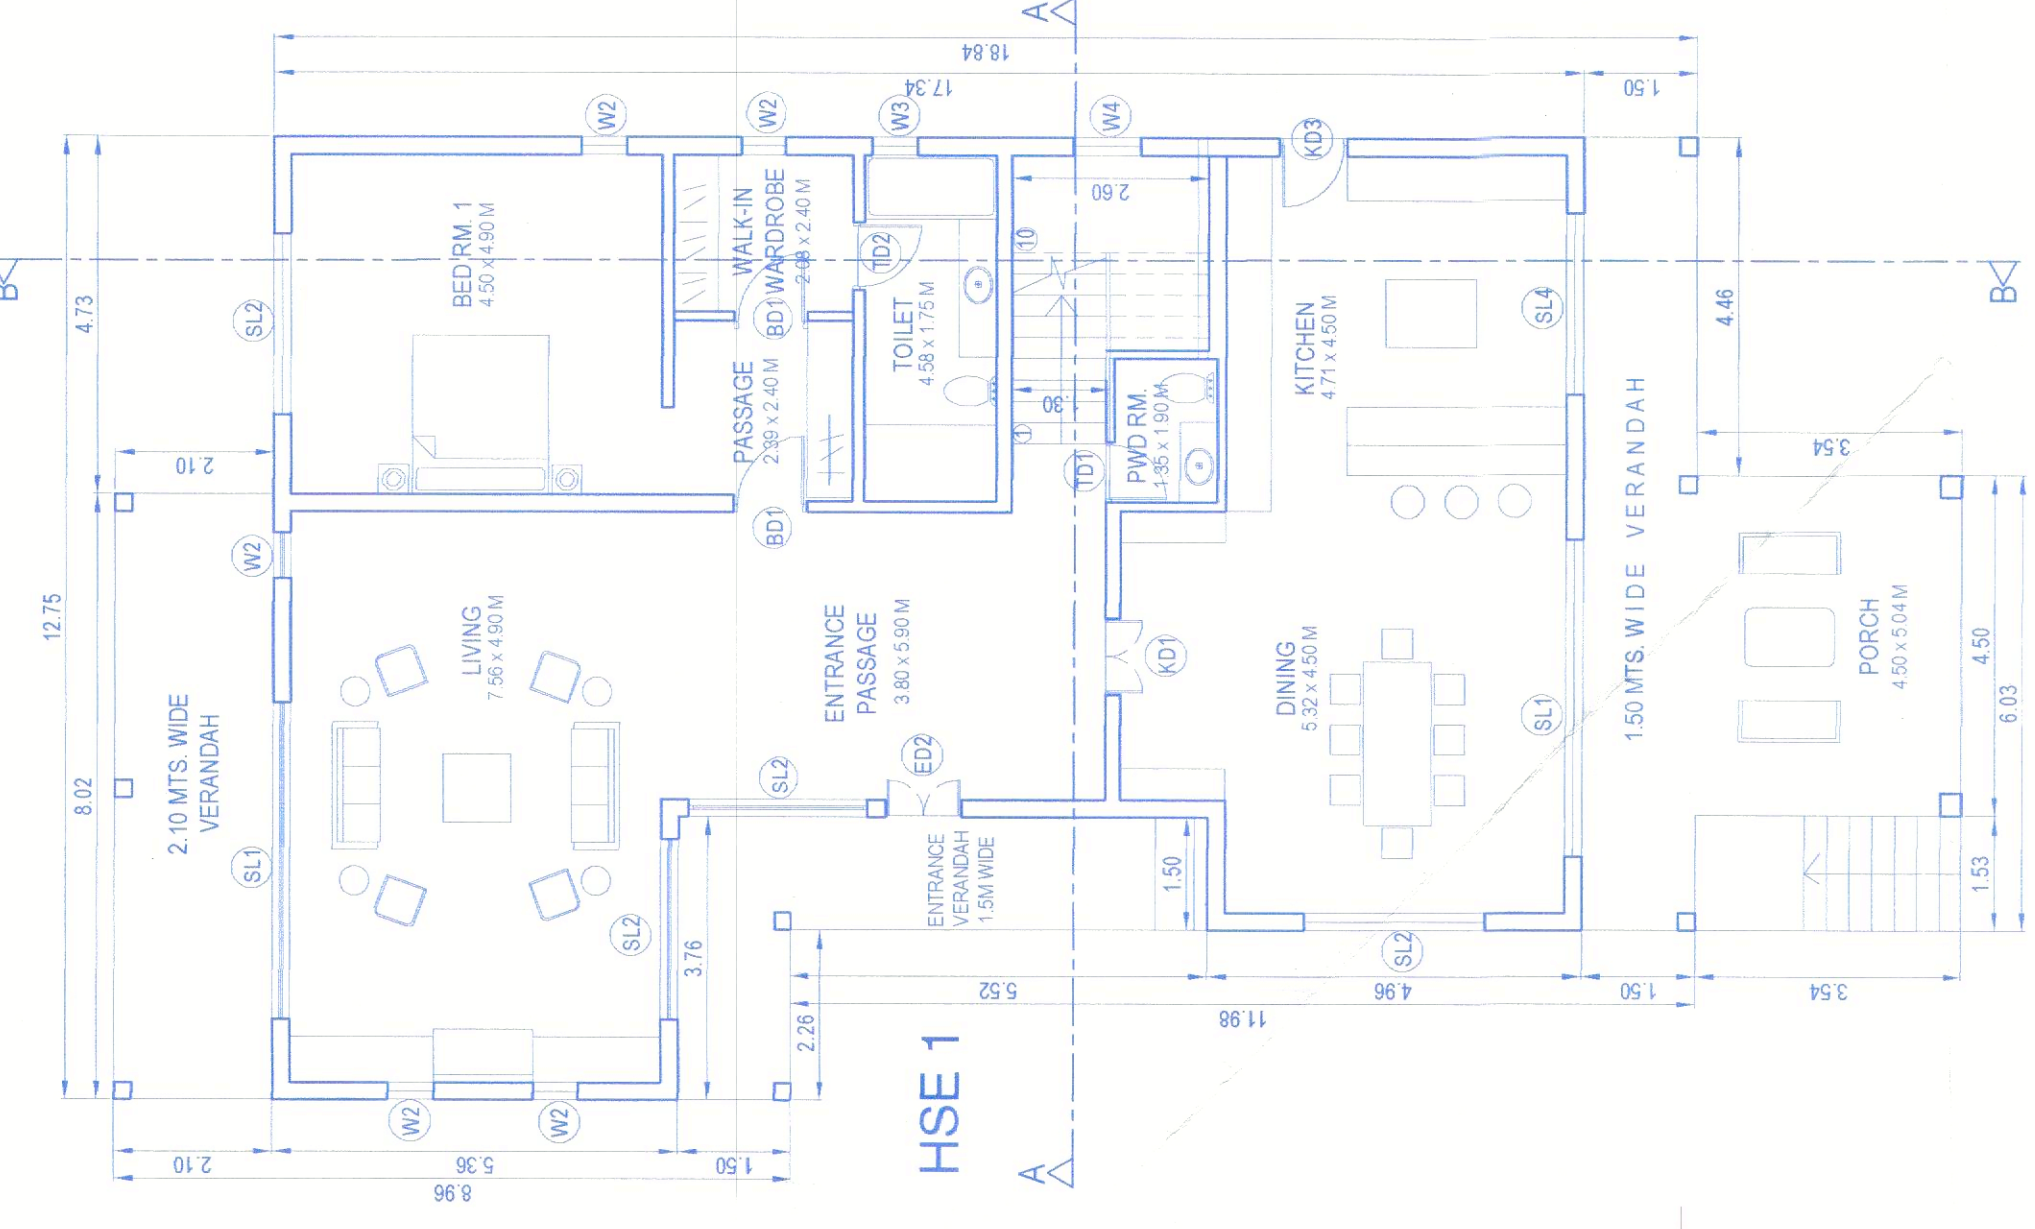 A
18.84
17.34
1.50
W2
W2
W3
W4
KD3
12.75
4.73
8.02
B
SL2
BED RM. 1
4.50 x 4.90 M
WALK-IN
WARDROBE
2.08 x 2.40 M
BD1
TD2
TOILET
4.58 x 1.75 M
PASSAGE
2.39 x 2.40 M
BD1
2.60
10
1.30
1
TD1
PWD RM.
1.35 x 1.90 M
KITCHEN
4.71 x 4.50 M
SL4
4.46
B
3.54
2.10
W2
2.10 MTS. WIDE
VERANDAH
SL1
LIVING
7.56 x 4.90 M
ENTRANCE
PASSAGE
3.80 x 5.90 M
SL2
ED2
KD1
DINING
5.32 x 4.50 M
SL1
1.50 MTS. WIDE VERANDAH
PORCH
4.50 x 5.04 M
4.50
6.03
1.53
SL2
3.76
ENTRANCE
VERANDAH
1.5M WIDE
1.50
SL2
2.26
5.52
4.96
1.50
3.54
11.98
W2
W2
2.10
5.36
1.50
8.96
HSE 1
A